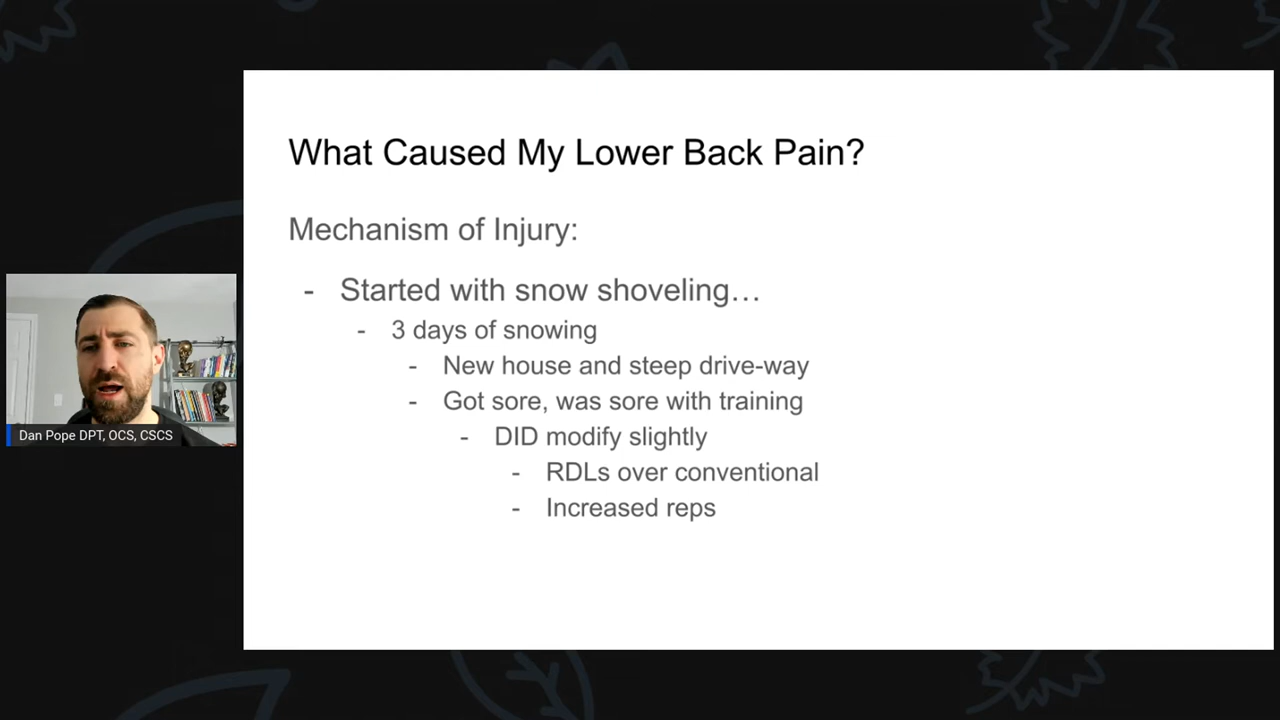 What Caused My Lower Back Pain?
Mechanism of Injury:
- Started with snow shoveling…
- 3 days of snowing
- New house and steep drive-way
- Got sore, was sore with training
- DID modify slightly
- RDLs over conventional
- Increased reps
Dan Pope DPT, OCS, CSCS